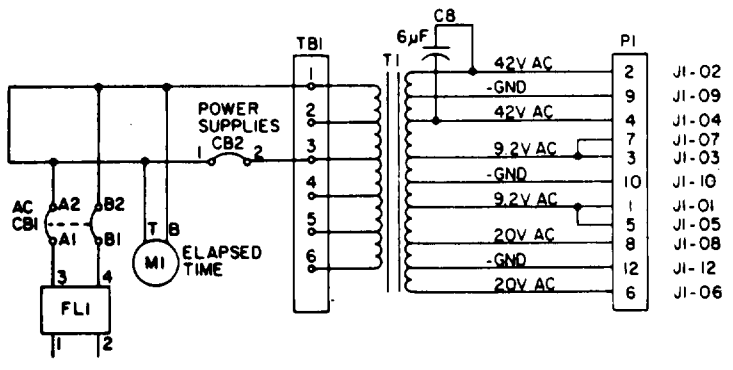 C8
6µF
TB1 T1 P1
1 42V AC 2 J1-02
-GND 9 J1-09
2 42V AC 4 J1-04
POWER
SUPPLIES
CB2
1 2
3 7 J1-07
9.2V AC 3 J1-03
4 -GND 10 J1-10
9.2V AC 1 J1-01
5 5 J1-05
20V AC 8 J1-08
6 -GND 12 J1-12
20V AC 6 J1-06
AC
CB1
A2 B2
A1 B1
T B
M1
ELAPSED
TIME
3 4
FL1
1 2